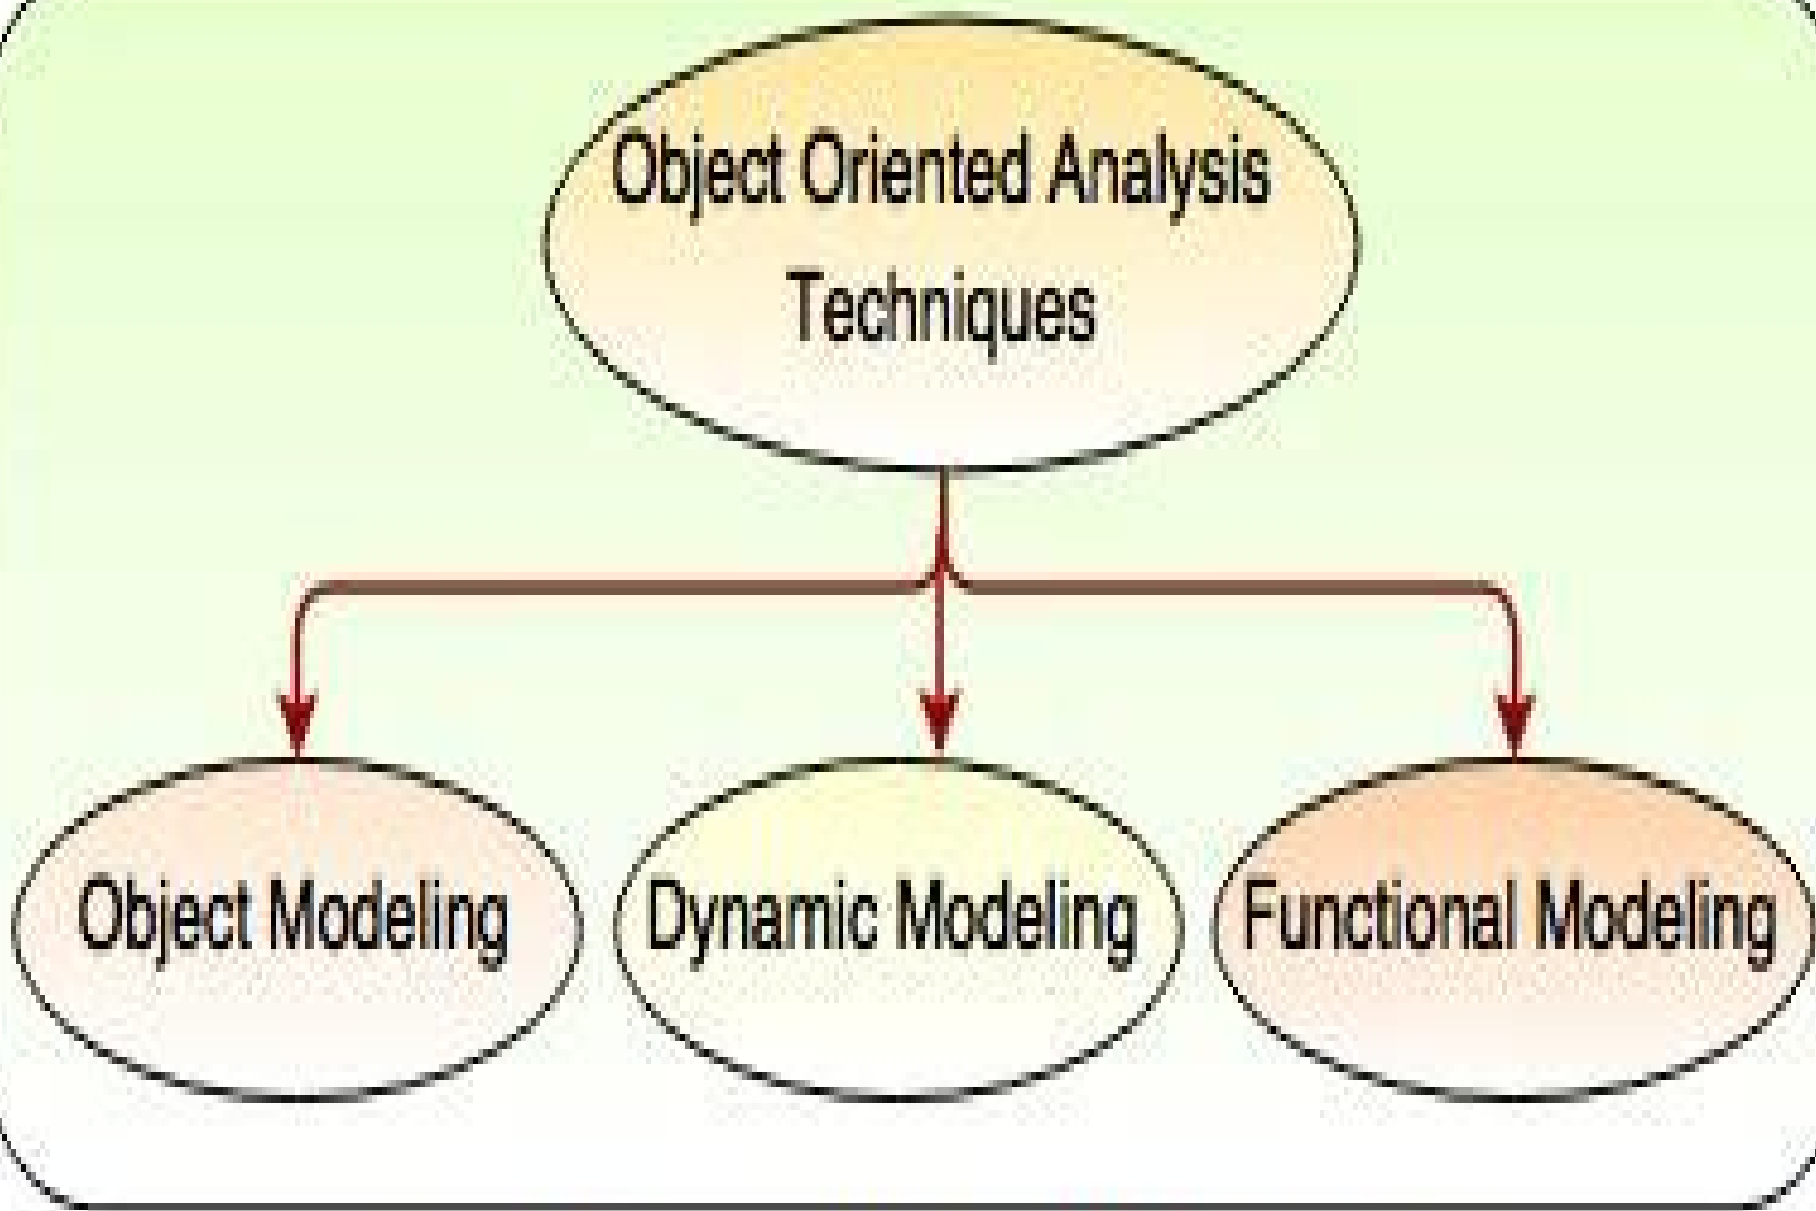 Object Oriented Analysis
Techniques
Object Modeling
Dynamic Modeling
Functional Modeling